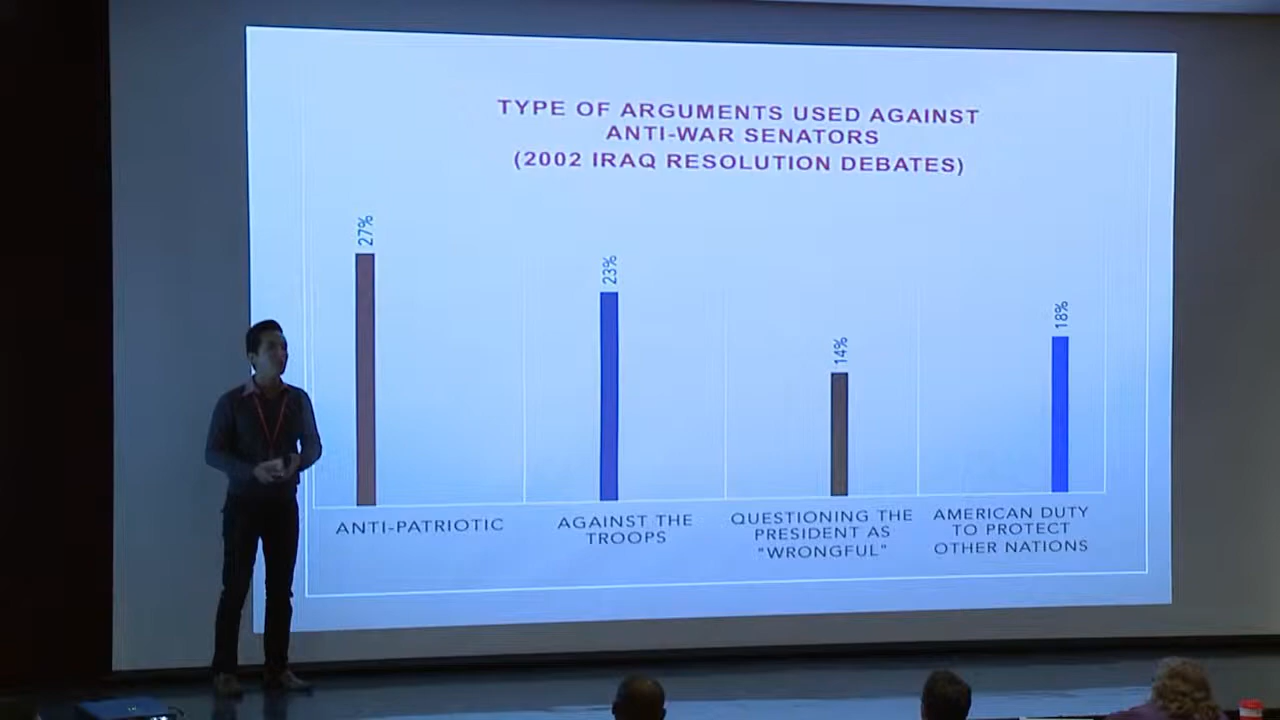 TYPE OF ARGUMENTS USED AGAINST
ANTI-WAR SENATORS
(2002 IRAQ RESOLUTION DEBATES)
27%
23%
14%
18%
ANTI-PATRIOTIC
AGAINST THE
TROOPS
QUESTIONING THE
PRESIDENT AS
"WRONGFUL"
AMERICAN DUTY
TO PROTECT
OTHER NATIONS